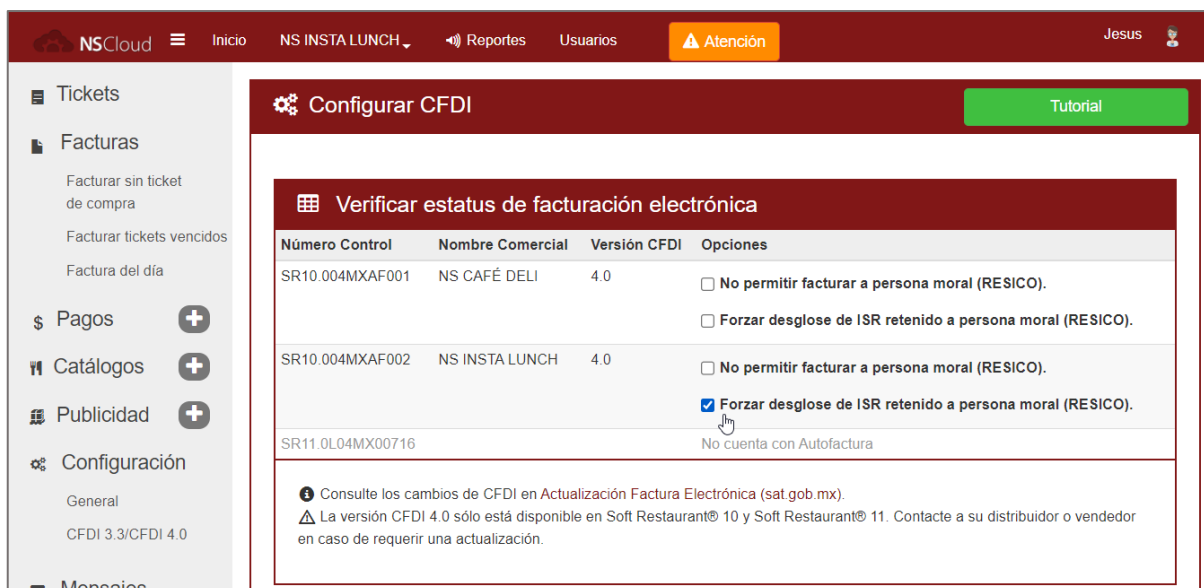 NSCloud Inicio NS INSTA LUNCH Reportes Usuarios Atención Jesus
Tickets
Facturas
Facturar sin ticket
de compra
Facturar tickets vencidos
Factura del día
$ Pagos
Catálogos
Publicidad
Configuración
General
CFDI 3.3/CFDI 4.0
Mensajes
Configurar CFDI Tutorial
Verificar estatus de facturación electrónica
Número Control Nombre Comercial Versión CFDI Opciones
SR10.004MXAF001 NS CAFÉ DELI 4.0 No permitir facturar a persona moral (RESICO).
Forzar desglose de ISR retenido a persona moral (RESICO).
SR10.004MXAF002 NS INSTA LUNCH 4.0 No permitir facturar a persona moral (RESICO).
Forzar desglose de ISR retenido a persona moral (RESICO).
SR11.0L04MX00716 No cuenta con Autofactura
Consulte los cambios de CFDI en Actualización Factura Electrónica (sat.gob.mx).
La versión CFDI 4.0 sólo está disponible en Soft Restaurant® 10 y Soft Restaurant® 11. Contacte a su distribuidor o vendedor
en caso de requerir una actualización.